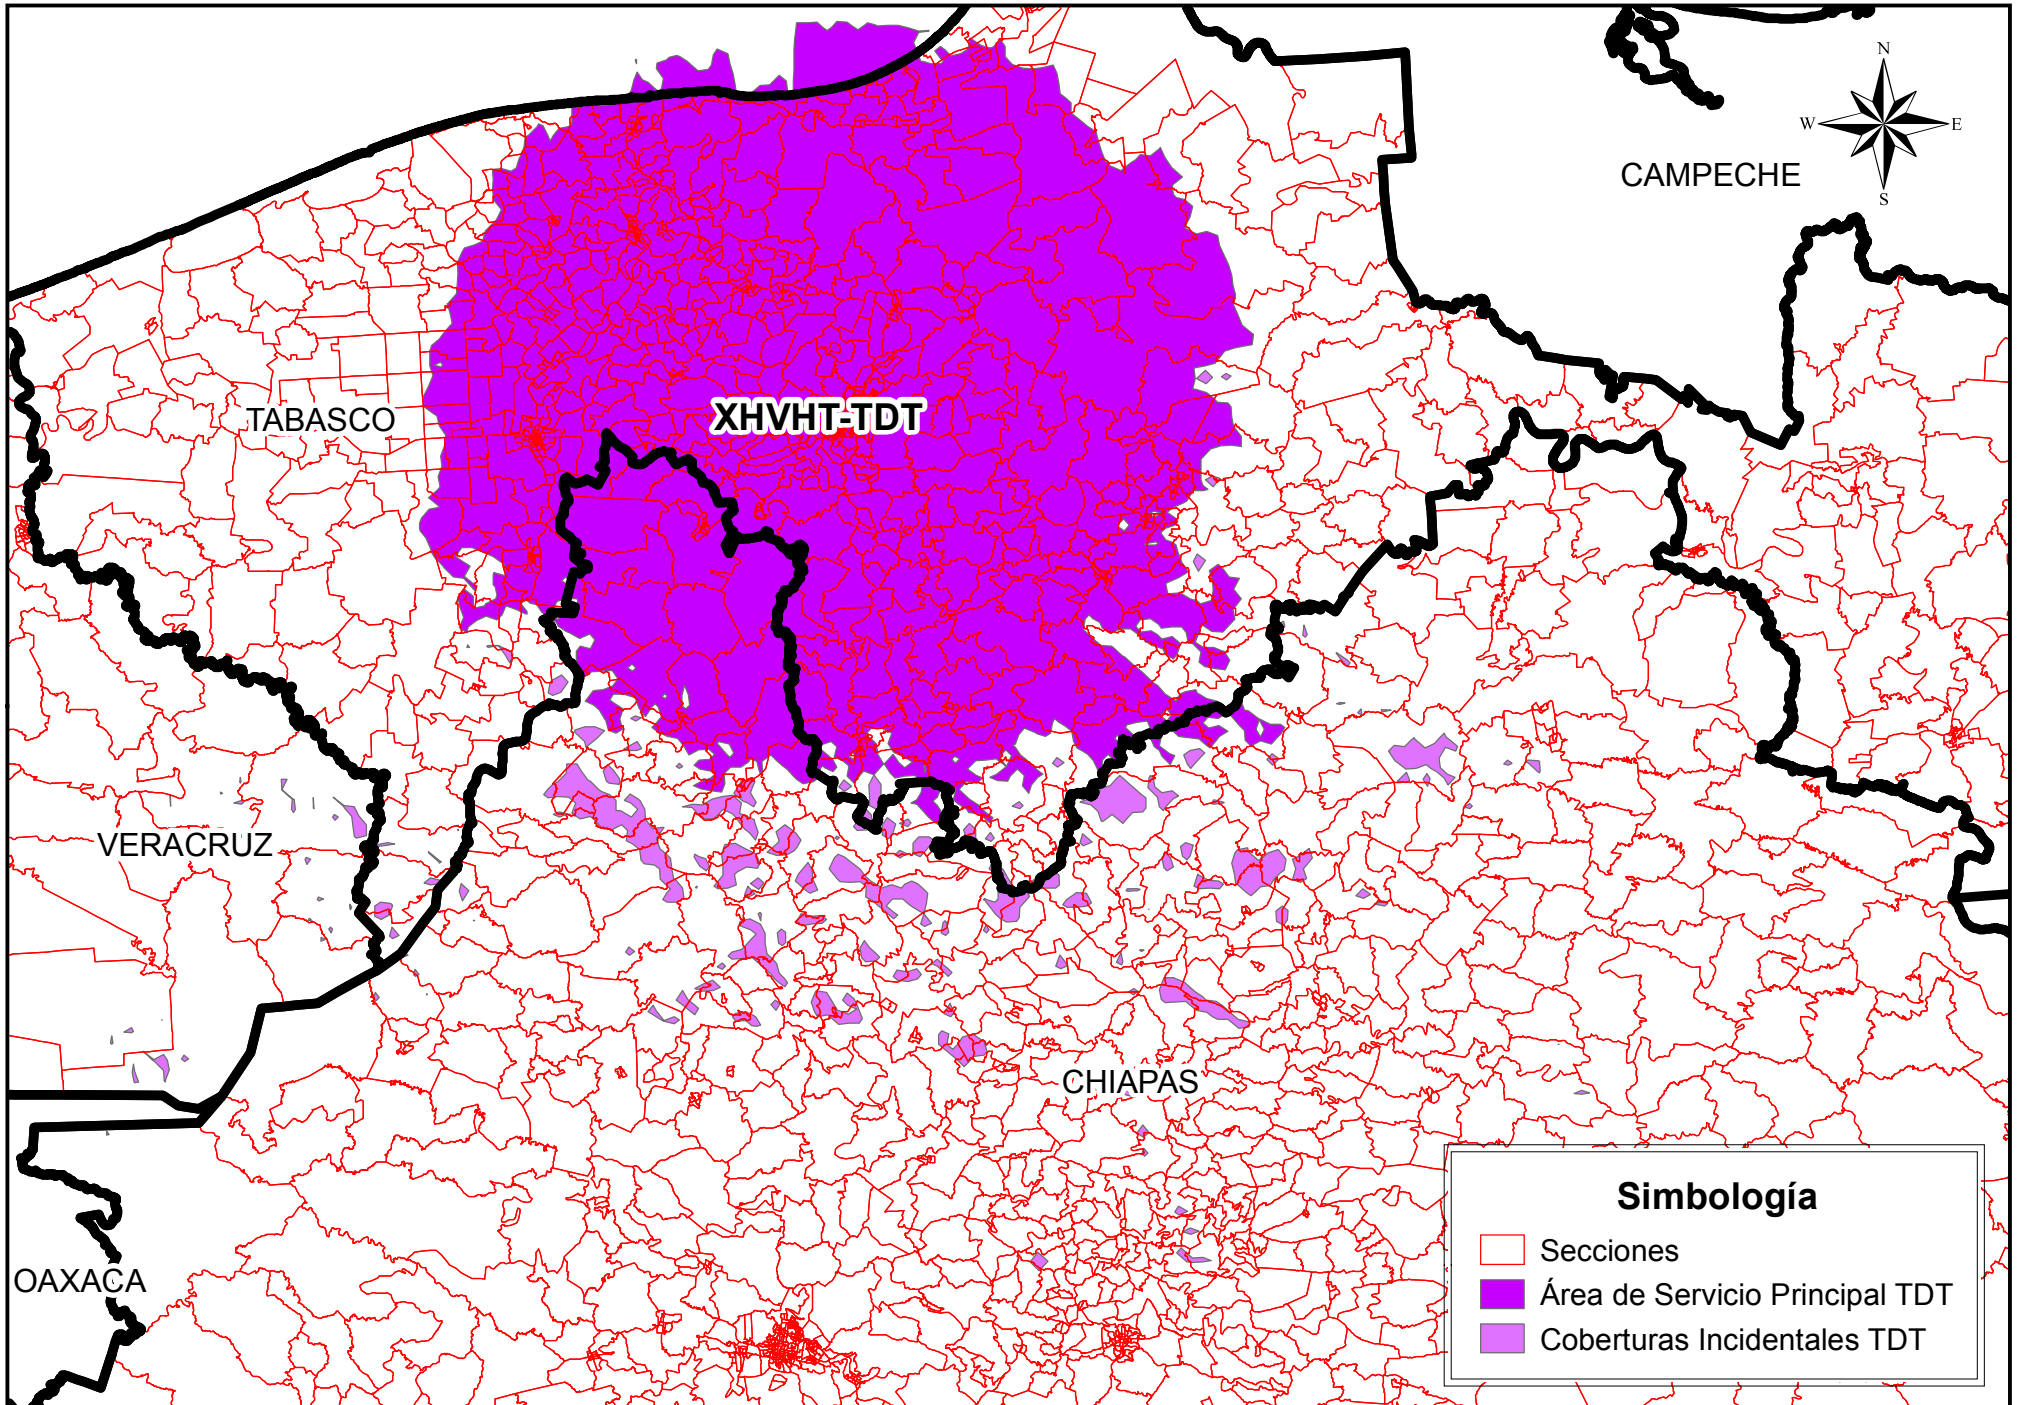 N
W E
S
CAMPECHE
TABASCO
XHVHT-TDT
VERACRUZ
CHIAPAS
OAXACA
Simbología
Secciones
Área de Servicio Principal TDT
Coberturas Incidentales TDT